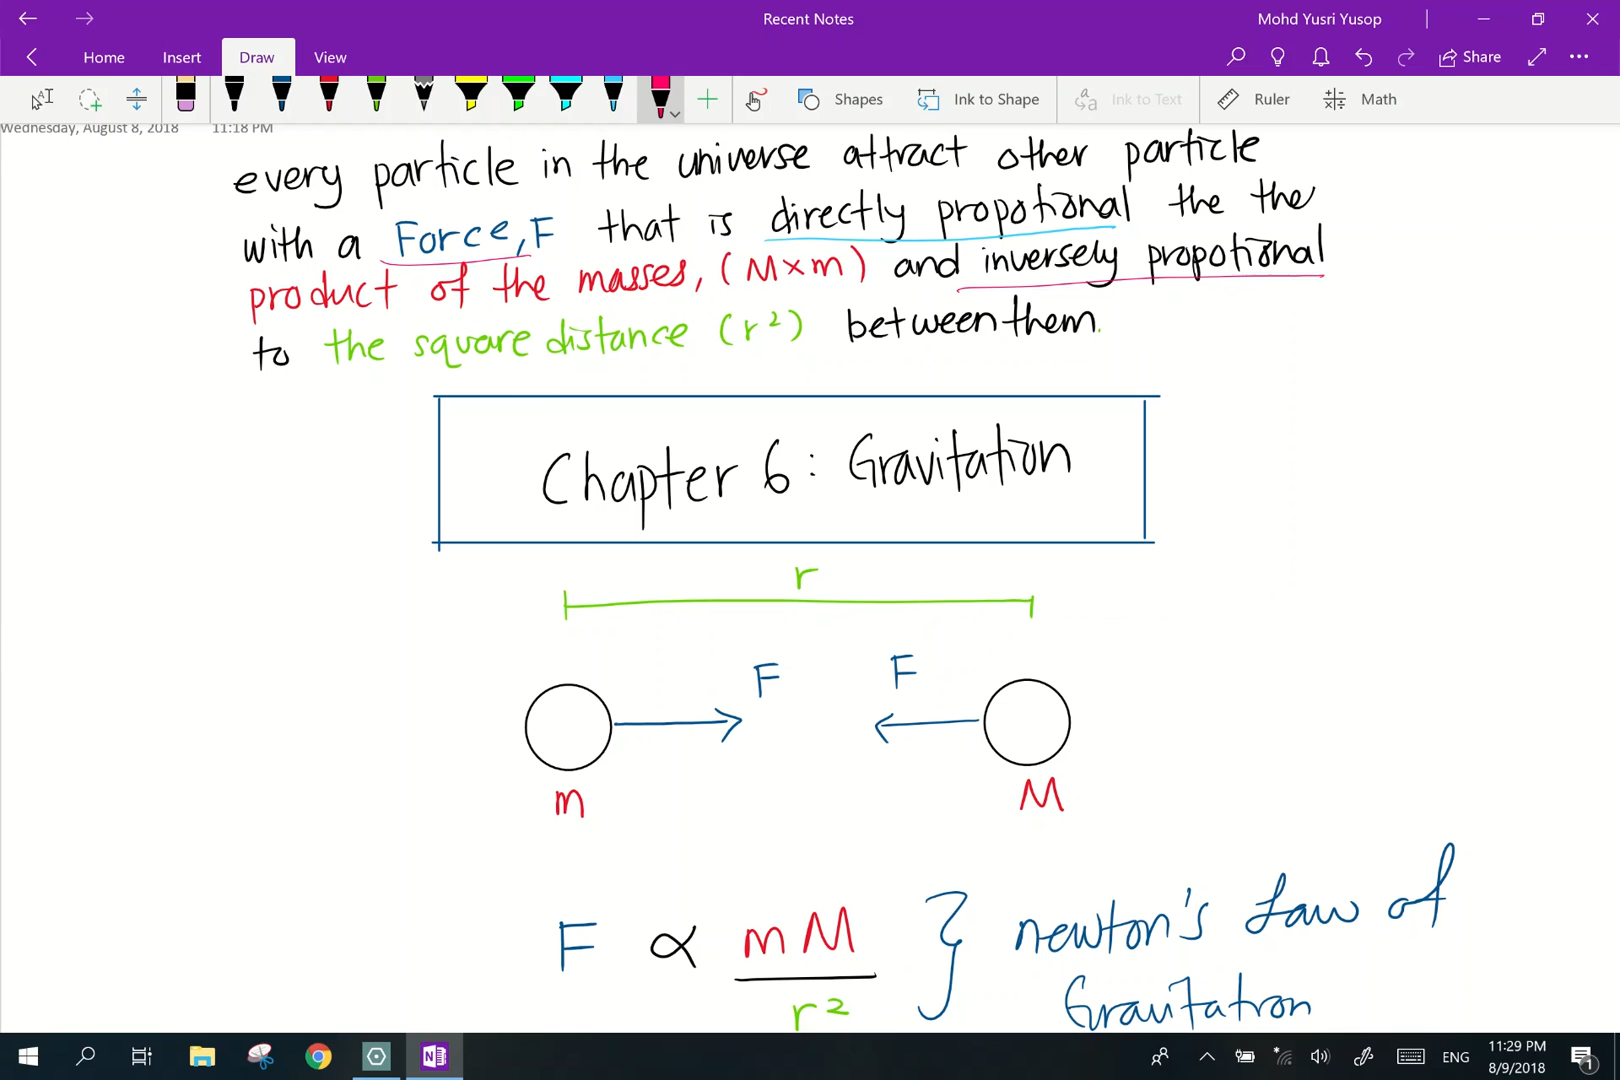 Recent Notes
Mohd Yusri Yusop
Home Insert Draw View
Share
Shapes
Ink to Shape
Ink to Text
Ruler
Math
Wednesday, August 8, 2018 11:18 PM
every particle in the universe attract other particle
with a Force, F that is directly propotional the the
product of the masses, (M×m) and inversely propotional
to the square distance (r²) between them.
Chapter 6: Gravitation
r
F F
m M
F ∝ mM
r²
newton's Law of
Gravitation
ENG
11:29 PM
8/9/2018
1